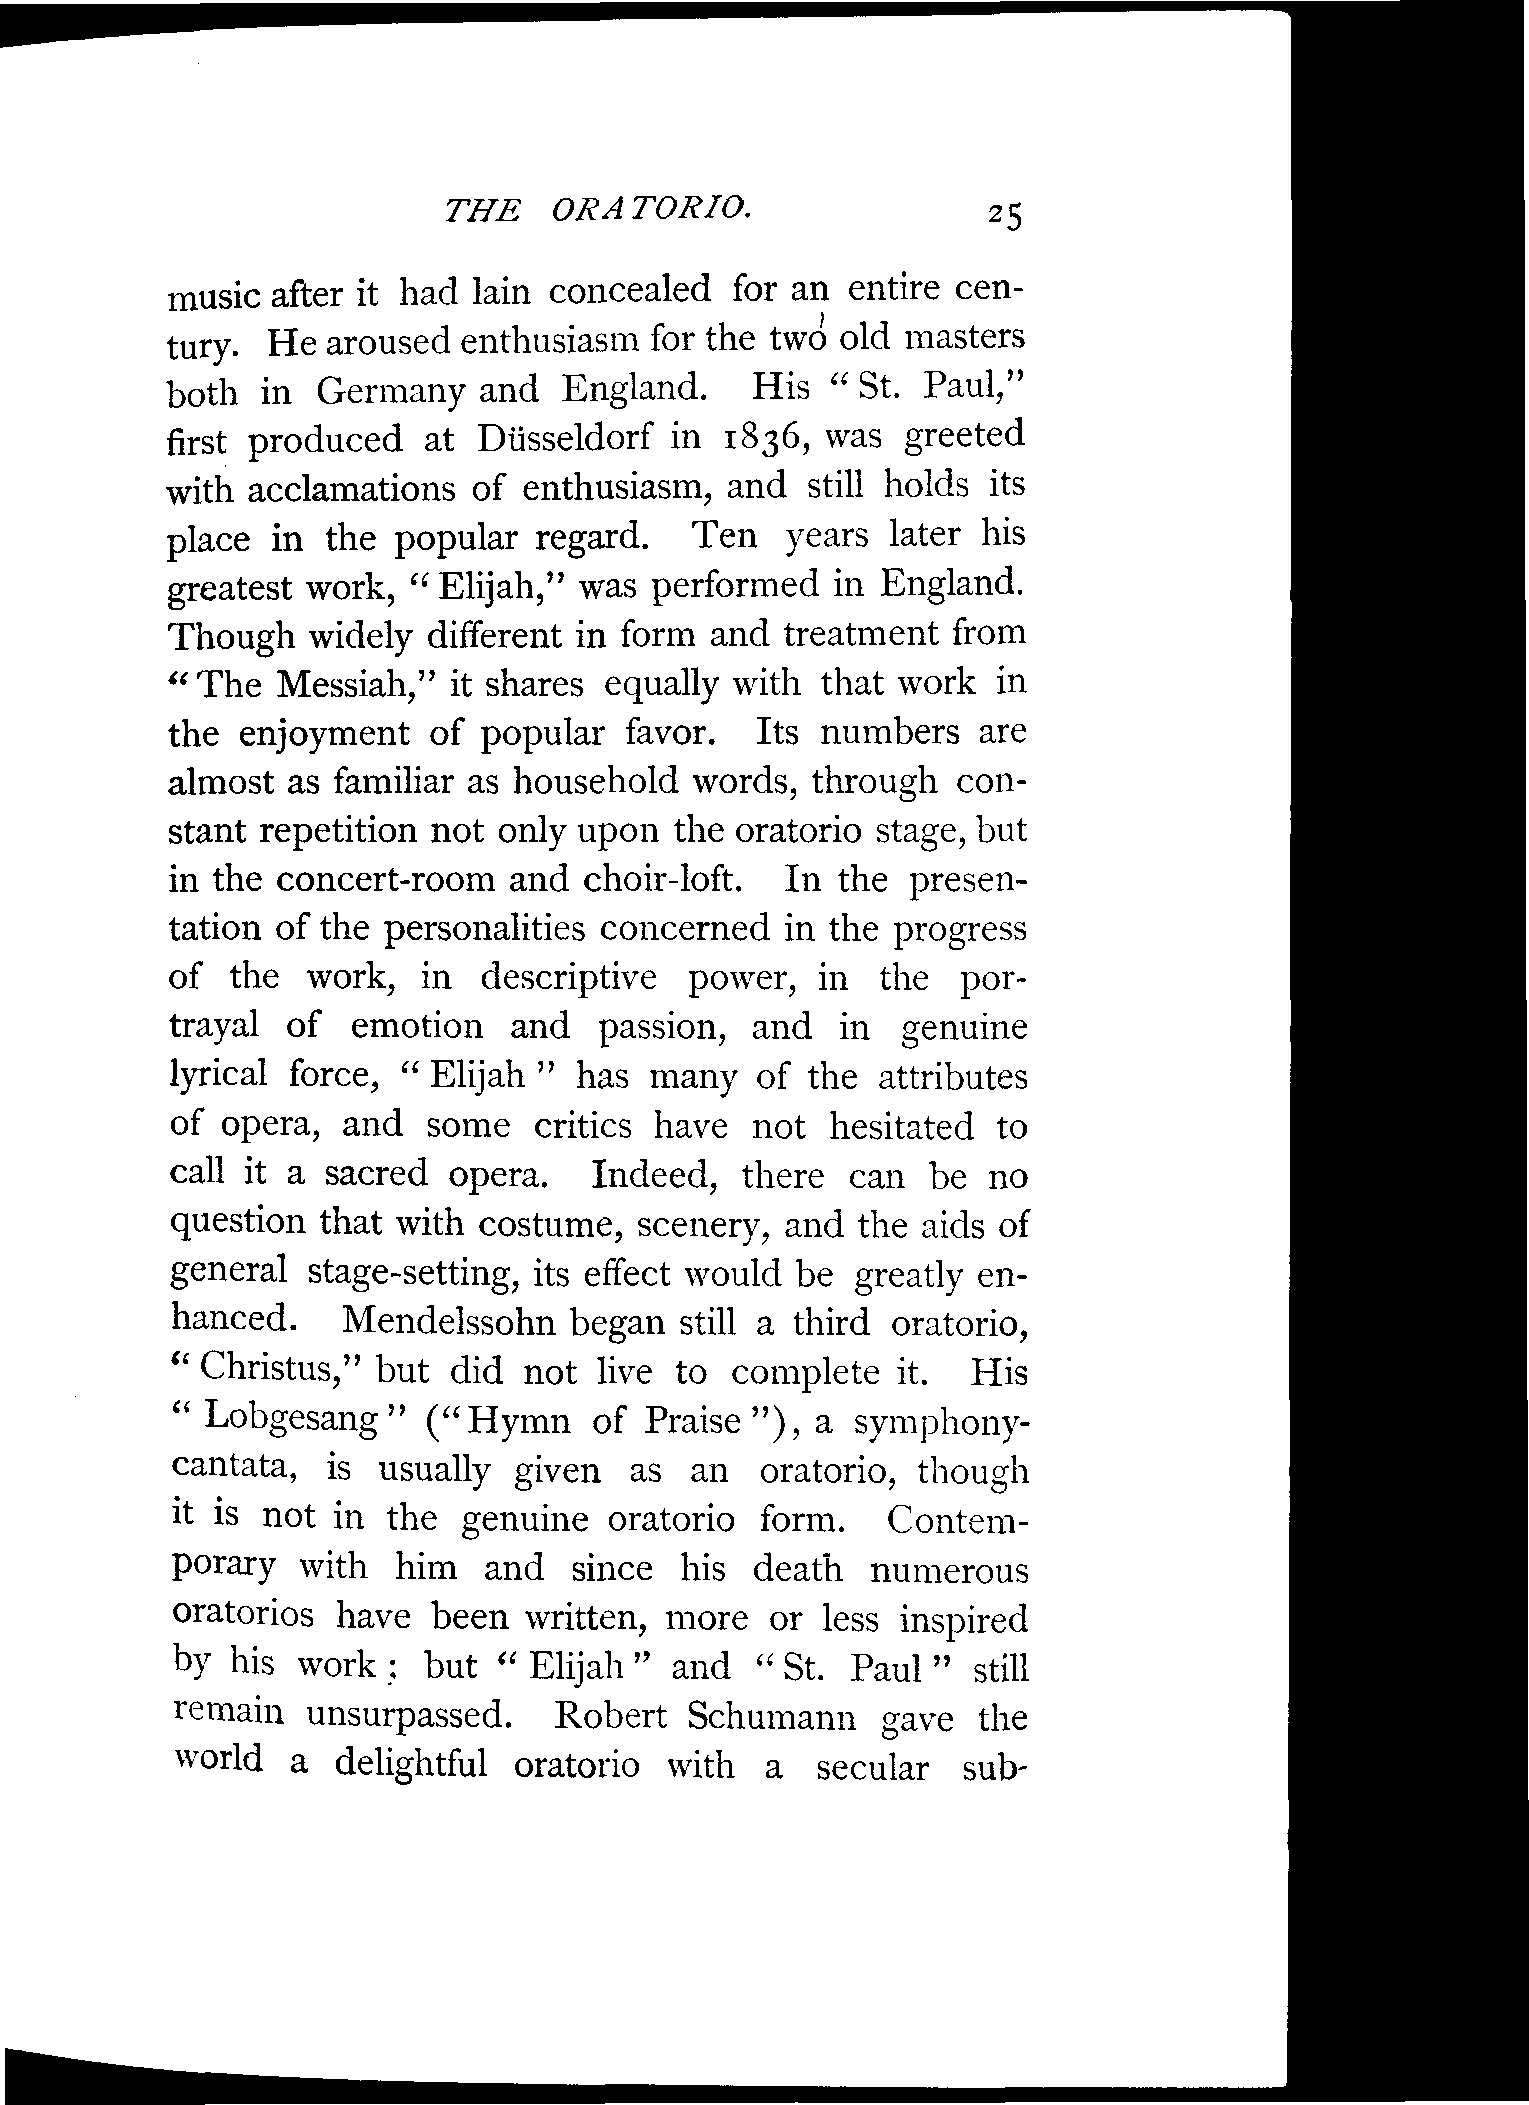 THE ORATORIO. 25
music after it had lain concealed for an entire cen-
tury. He aroused enthusiasm for the two old masters
both in Germany and England. His “ St. Paul,”
first produced at Düsseldorf in 1836, was greeted
with acclamations of enthusiasm, and still holds its
place in the popular regard. Ten years later his
greatest work, “ Elijah,” was performed in England.
Though widely different in form and treatment from
“ The Messiah,” it shares equally with that work in
the enjoyment of popular favor. Its numbers are
almost as familiar as household words, through con-
stant repetition not only upon the oratorio stage, but
in the concert-room and choir-loft. In the presen-
tation of the personalities concerned in the progress
of the work, in descriptive power, in the por-
trayal of emotion and passion, and in genuine
lyrical force, “ Elijah ” has many of the attributes
of opera, and some critics have not hesitated to
call it a sacred opera. Indeed, there can be no
question that with costume, scenery, and the aids of
general stage-setting, its effect would be greatly en-
hanced. Mendelssohn began still a third oratorio,
“ Christus,” but did not live to complete it. His
“ Lobgesang ” (“ Hymn of Praise ”), a symphony-
cantata, is usually given as an oratorio, though
it is not in the genuine oratorio form. Contem-
porary with him and since his death numerous
oratorios have been written, more or less inspired
by his work ; but “ Elijah ” and “ St. Paul ” still
remain unsurpassed. Robert Schumann gave the
world a delightful oratorio with a secular sub-